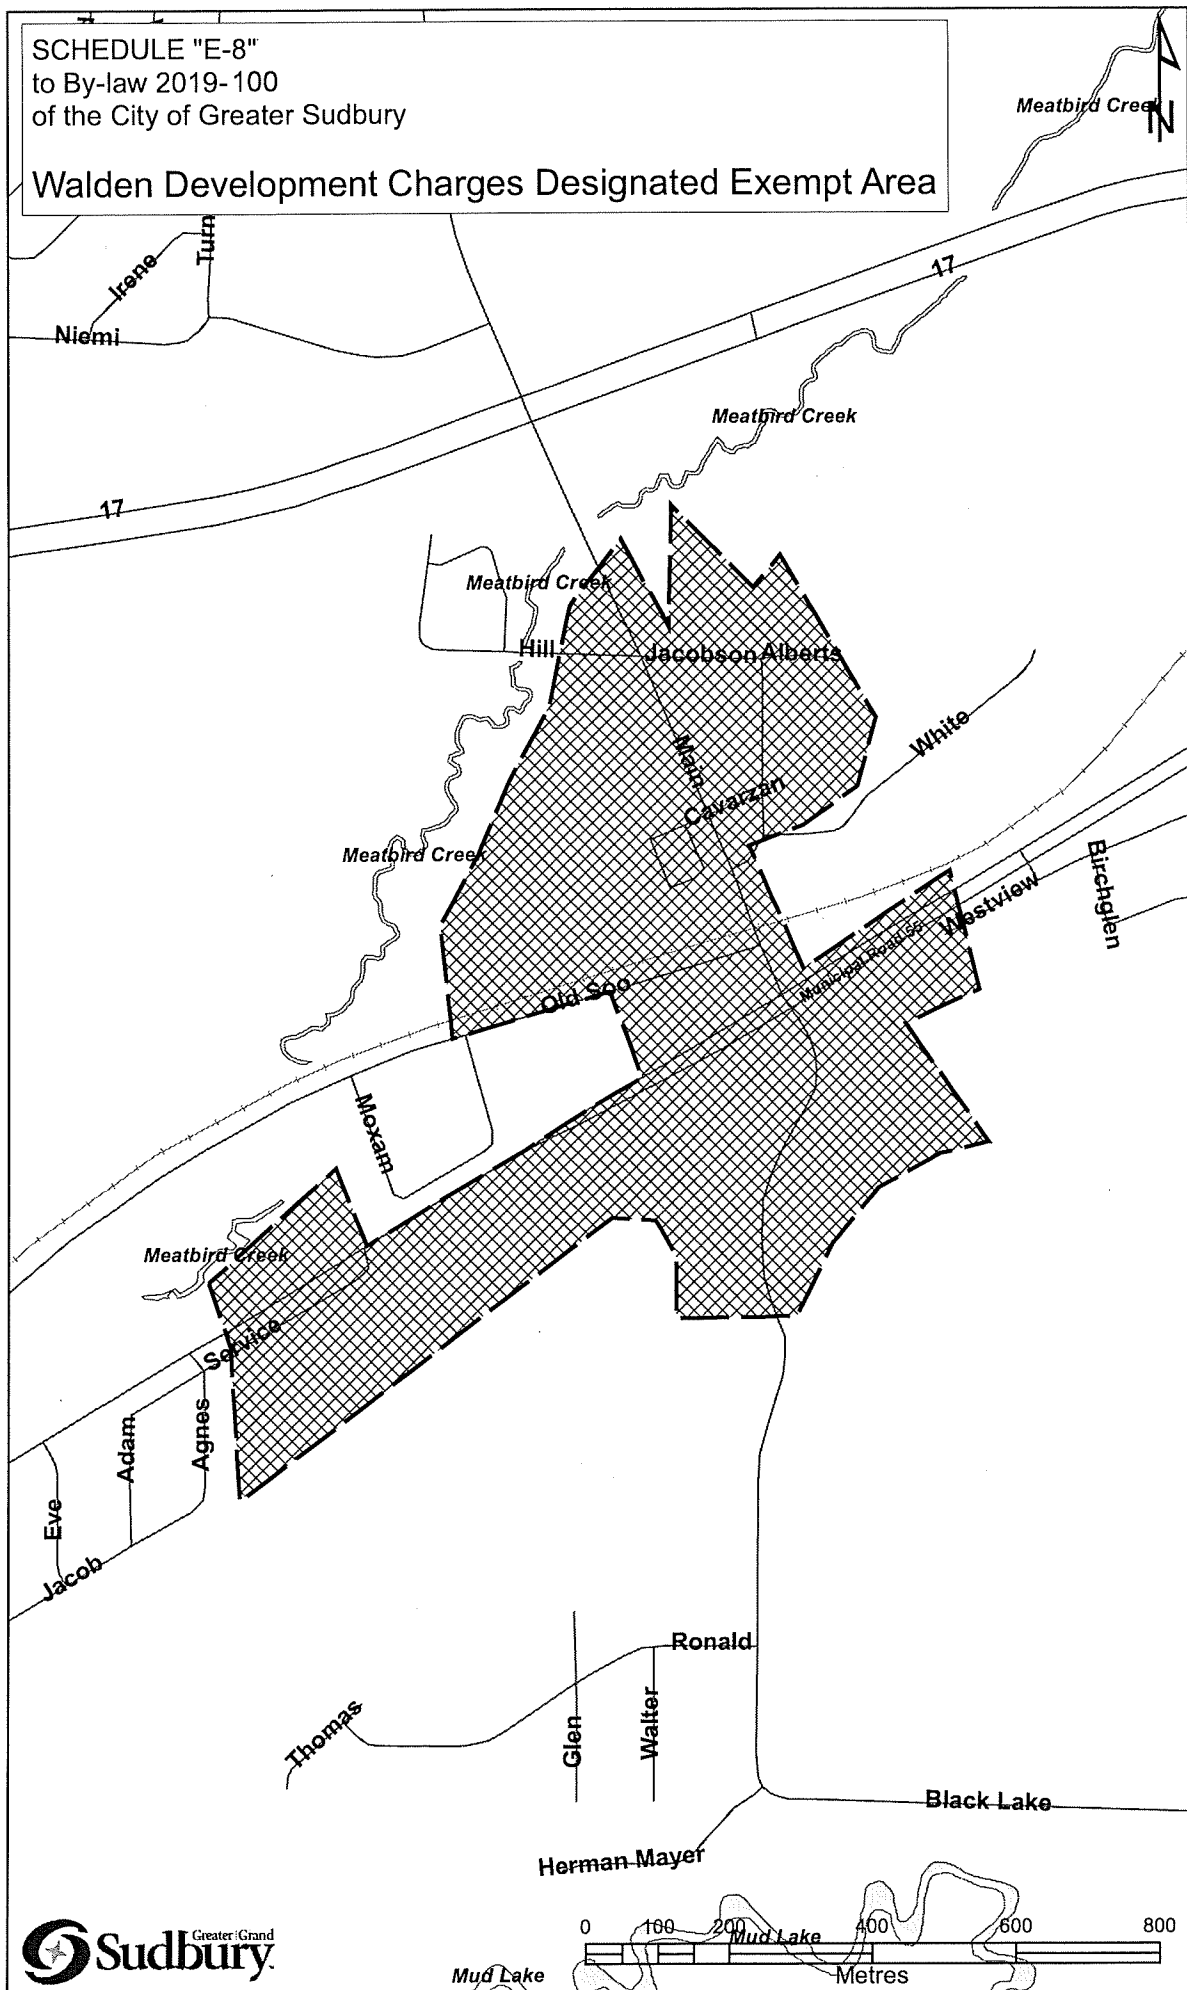 SCHEDULE "E-8"
to By-law 2019-100
of the City of Greater Sudbury
Walden Development Charges Designated Exempt Area
Meatbird Creek
N
Turn
Irene
Niemi
17
Meatbird Creek
17
Meatbird Creek
Hill
Jacobson
Alberts
White
Main
Cavarzan
Meatbird Creek
Birchglen
Westview
Municipal Road 55
Old Soo
Moxam
Meatbird Creek
Service
Agnes
Adam
Eve
Jacob
Ronald
Thomas
Glen
Walter
Black Lake
Herman Mayer
Greater Grand
Sudbury
0 100 200 400 600 800
Mud Lake
Metres
Mud Lake